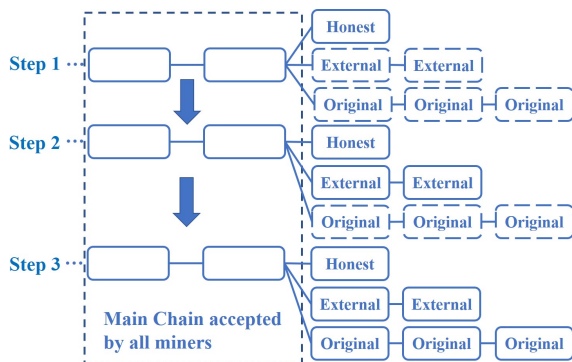 Honest
Step 1
External External
Original Original Original
Step 2
Honest
External External
Original Original Original
Step 3
Honest
External External
Main Chain accepted
by all miners
Original Original Original